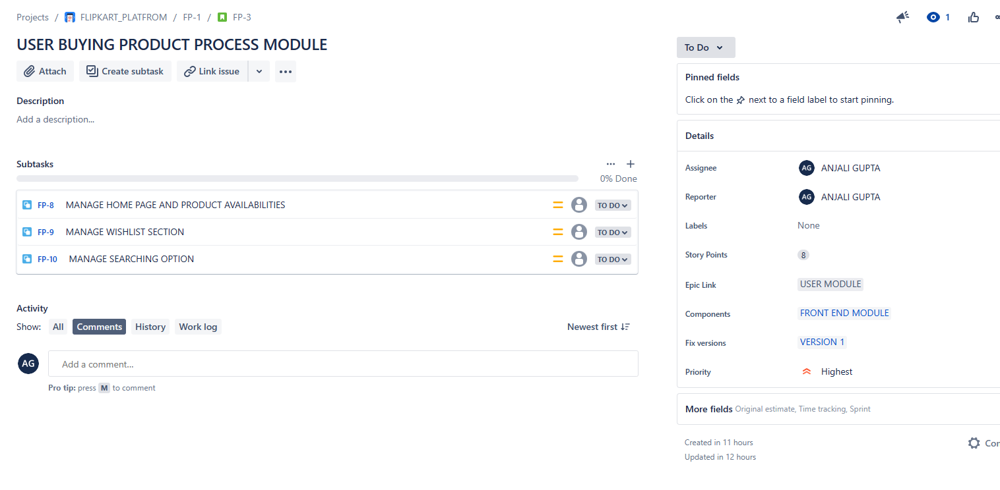 Projects / FLIPKART_PLATFROM / FP-1 / FP-3
1
USER BUYING PRODUCT PROCESS MODULE
Attach
Create subtask
Link issue
Description
Add a description...
Subtasks
0% Done
FP-8 MANAGE HOME PAGE AND PRODUCT AVAILABILITIES TO DO
FP-9 MANAGE WISHLIST SECTION TO DO
FP-10 MANAGE SEARCHING OPTION TO DO
Activity
Show: All Comments History Work log Newest first
AG Add a comment...
Pro tip: press M to comment
To Do
Pinned fields
Click on the next to a field label to start pinning.
Details
Assignee AG ANJALI GUPTA
Reporter AG ANJALI GUPTA
Labels None
Story Points 8
Epic Link USER MODULE
Components FRONT END MODULE
Fix versions VERSION 1
Priority Highest
More fields Original estimate, Time tracking, Sprint
Created in 11 hours
Updated in 12 hours